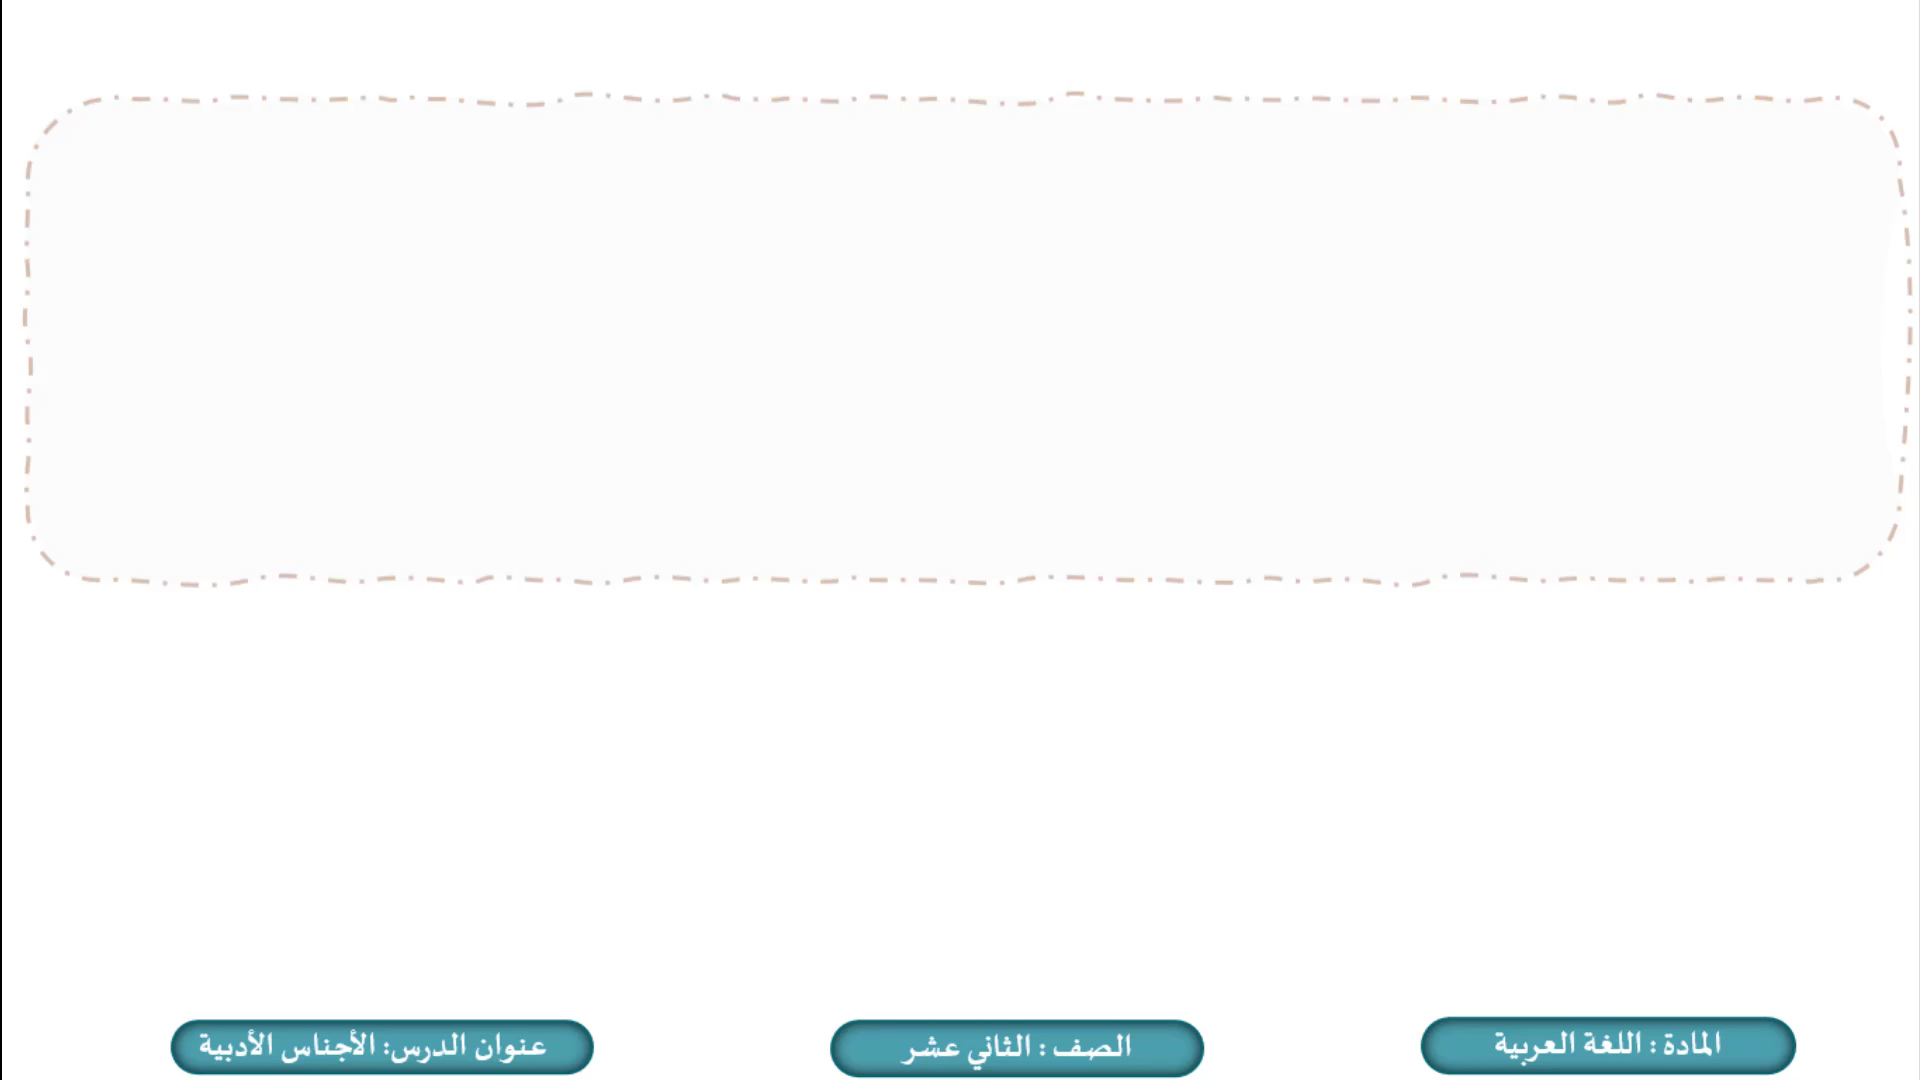 المادة : اللغة العربية
الصف : الثاني عشر
عنوان الدرس: الأجناس الأدبية